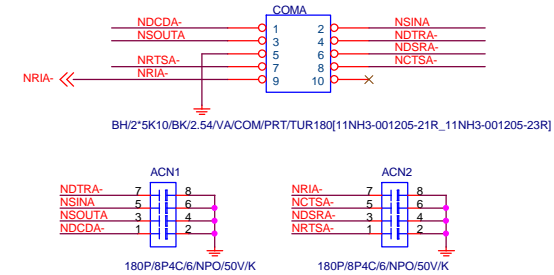 COMA
NDCDA- 1 2 NSINA
NSOUTA 3 4 NDTRA-
5 6 NDSRA-
NRTSA- 7 8 NCTSA-
NRIA- NRIA- 9 10
BH/2*5K10/BK/2.54/VA/COM/PRT/TUR180[11NH3-001205-21R_11NH3-001205-23R]
ACN1
NDTRA- 7 8
NSINA 5 6
NSOUTA 3 4
NDCDA- 1 2
180P/8P4C/6/NPO/50V/K
ACN2
NRIA- 7 8
NCTSA- 5 6
NDSRA- 3 4
NRTSA- 1 2
180P/8P4C/6/NPO/50V/K